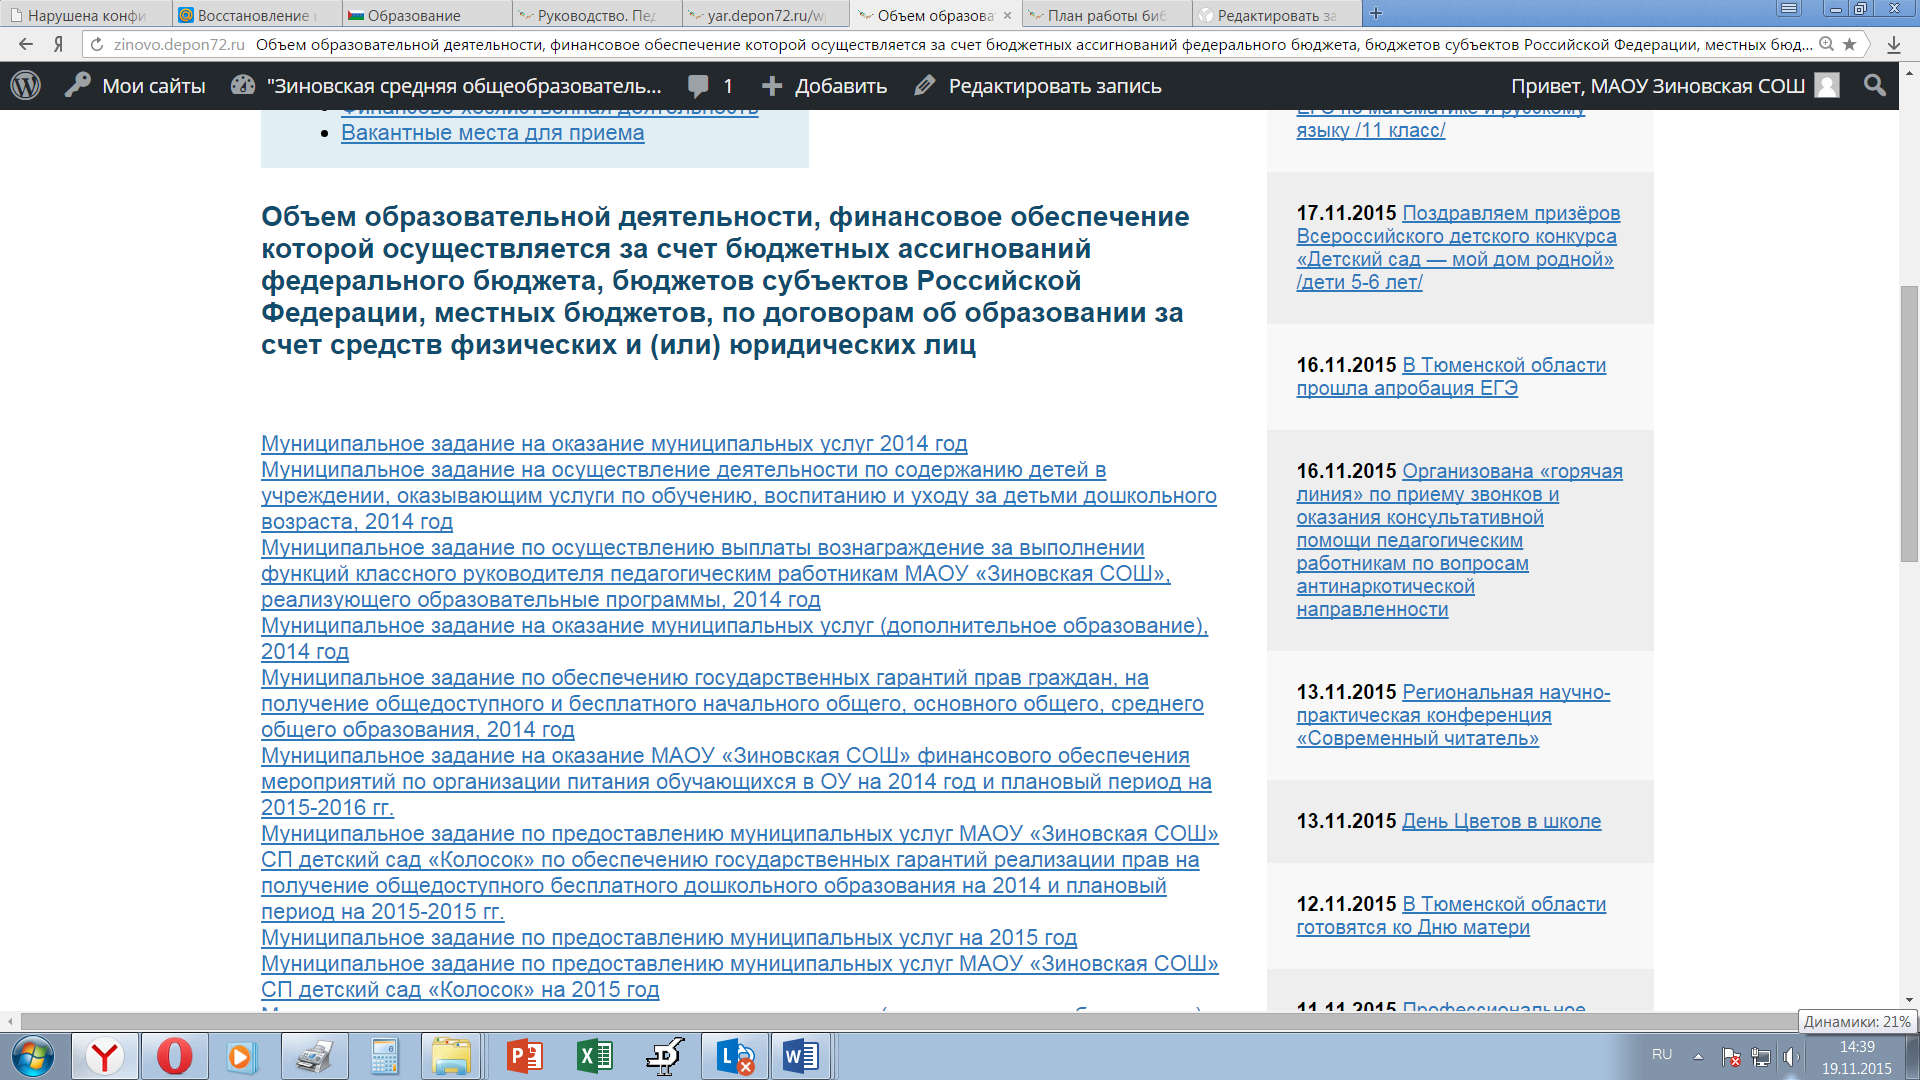 Нарушена конфи
Восстановление
Образование
Руководство. Пед
yar.depon72.ru/w
Объем образова
План работы биб
Редактировать за
Я
zinovo.depon72.ru Объем образовательной деятельности, финансовое обеспечение которой осуществляется за счет бюджетных ассигнований федерального бюджета, бюджетов субъектов Российской Федерации, местных бюд...
Мои сайты "Зиновская средняя общеобразователь... 1 Добавить Редактировать запись Привет, МАОУ Зиновская СОШ
Финансово-хозяйственная деятельность
Вакантные места для приема
Объем образовательной деятельности, финансовое обеспечение
которой осуществляется за счет бюджетных ассигнований
федерального бюджета, бюджетов субъектов Российской
Федерации, местных бюджетов, по договорам об образовании за
счет средств физических и (или) юридических лиц
Муниципальное задание на оказание муниципальных услуг 2014 год
Муниципальное задание на осуществление деятельности по содержанию детей в
учреждении, оказывающим услуги по обучению, воспитанию и уходу за детьми дошкольного
возраста, 2014 год
Муниципальное задание по осуществлению выплаты вознаграждение за выполнении
функций классного руководителя педагогическим работникам МАОУ «Зиновская СОШ»,
реализующего образовательные программы, 2014 год
Муниципальное задание на оказание муниципальных услуг (дополнительное образование),
2014 год
Муниципальное задание по обеспечению государственных гарантий прав граждан, на
получение общедоступного и бесплатного начального общего, основного общего, среднего
общего образования, 2014 год
Муниципальное задание на оказание МАОУ «Зиновская СОШ» финансового обеспечения
мероприятий по организации питания обучающихся в ОУ на 2014 год и плановый период на
2015-2016 гг.
Муниципальное задание по предоставлению муниципальных услуг МАОУ «Зиновская СОШ»
СП детский сад «Колосок» по обеспечению государственных гарантий реализации прав на
получение общедоступного бесплатного дошкольного образования на 2014 и плановый
период на 2015-2015 гг.
Муниципальное задание по предоставлению муниципальных услуг на 2015 год
Муниципальное задание по предоставлению муниципальных услуг МАОУ «Зиновская СОШ»
СП детский сад «Колосок» на 2015 год
ЕГЭ по математике и русскому
языку /11 класс/
17.11.2015 Поздравляем призёров
Всероссийского детского конкурса
«Детский сад — мой дом родной»
/дети 5-6 лет/
16.11.2015 В Тюменской области
прошла апробация ЕГЭ
16.11.2015 Организована «горячая
линия» по приему звонков и
оказания консультативной
помощи педагогическим
работникам по вопросам
антинаркотической
направленности
13.11.2015 Региональная научно-
практическая конференция
«Современный читатель»
13.11.2015 День Цветов в школе
12.11.2015 В Тюменской области
готовятся ко Дню матери
11.11.2015 Профессиональное
Динамики: 21%
RU
14:39
19.11.2015